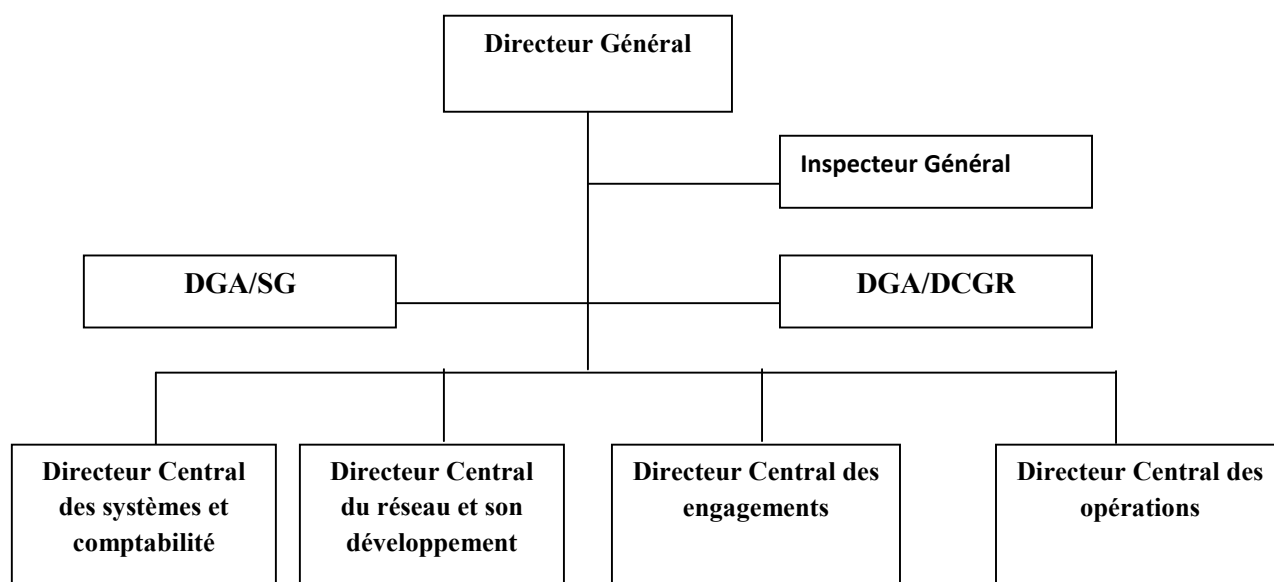 Directeur Général
Inspecteur Général
DGA/SG
DGA/DCGR
Directeur Central
des systèmes et
comptabilité
Directeur Central
du réseau et son
développement
Directeur Central des
engagements
Directeur Central des
opérations